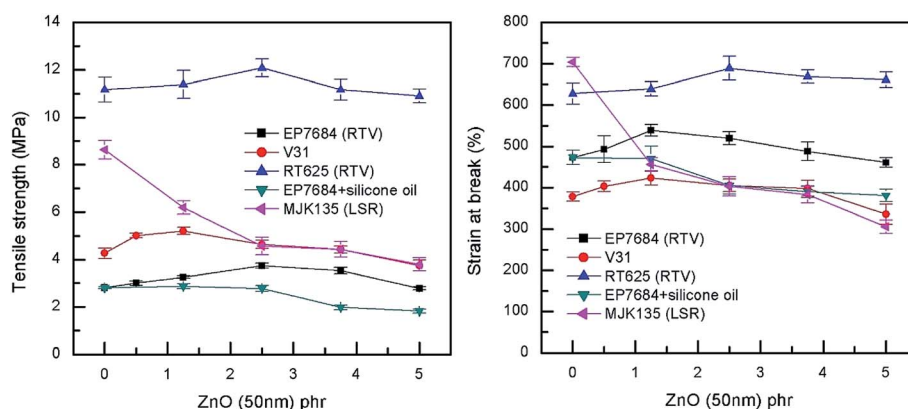 14
12
10
8
6
4
2
0
Tensile strength (MPa)
EP7684 (RTV)
V31
RT625 (RTV)
EP7684+silicone oil
MJK135 (LSR)
0 1 2 3 4 5
ZnO (50nm) phr
800
700
600
500
400
300
200
100
0
Strain at break (%)
EP7684 (RTV)
V31
RT625 (RTV)
EP7684+silicone oil
MJK135 (LSR)
0 1 2 3 4 5
ZnO (50nm) phr